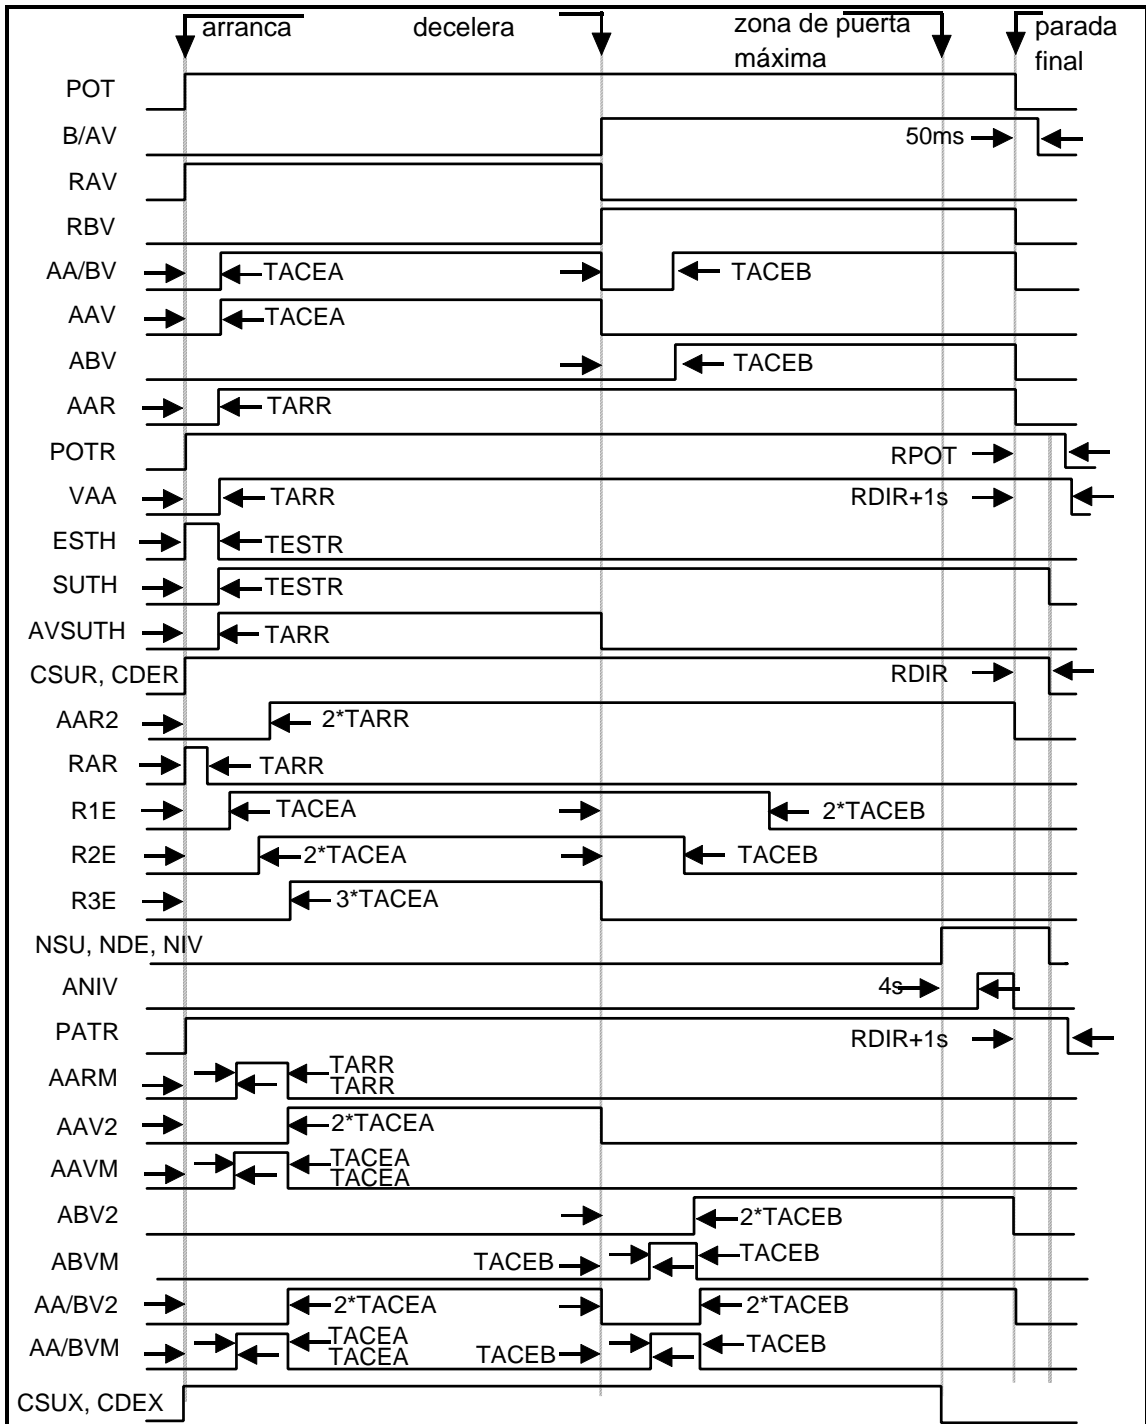 arranca decelera zona de puerta máxima parada final
POT
B/AV 50ms
RAV
RBV
AA/BV TACEA TACEB
AAV TACEA
ABV TACEB
AAR TARR
POTR RPOT
VAA TARR RDIR+1s
ESTH TESTR
SUTH TESTR
AVSUTH TARR
CSUR, CDER RDIR
AAR2 2*TARR
RAR TARR
R1E TACEA 2*TACEB
R2E 2*TACEA TACEB
R3E 3*TACEA
NSU, NDE, NIV
ANIV 4s
PATR RDIR+1s
AARM TARR
TARR
AAV2 2*TACEA
AAVM TACEA
TACEA
ABV2 2*TACEB
ABVM TACEB TACEB
AA/BV2 2*TACEA 2*TACEB
AA/BVM TACEA
TACEA TACEB TACEB
CSUX, CDEX